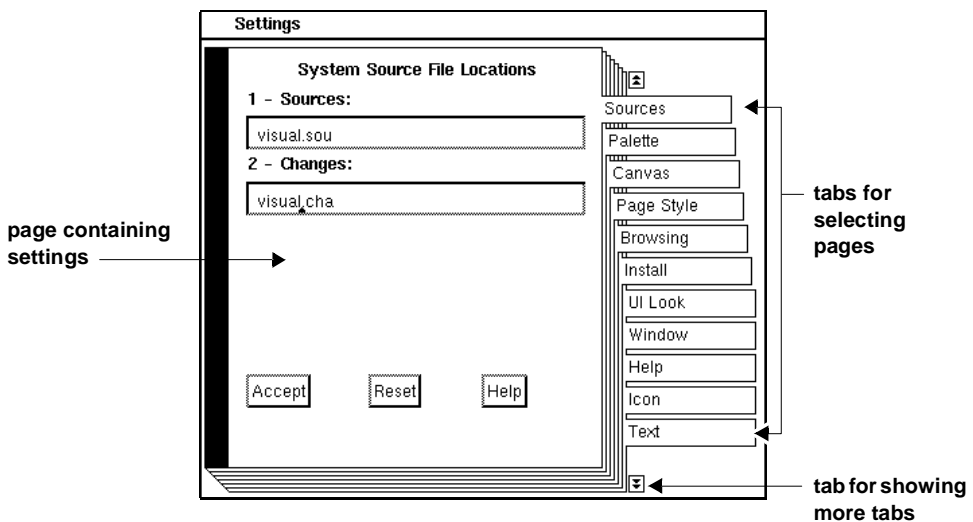 Settings
System Source File Locations
1 - Sources:
visual.sou
2 - Changes:
visual.cha
Accept
Reset
Help
Sources
Palette
Canvas
Page Style
Browsing
Install
UI Look
Window
Help
Icon
Text
page containing
settings
tabs for
selecting
pages
tab for showing
more tabs